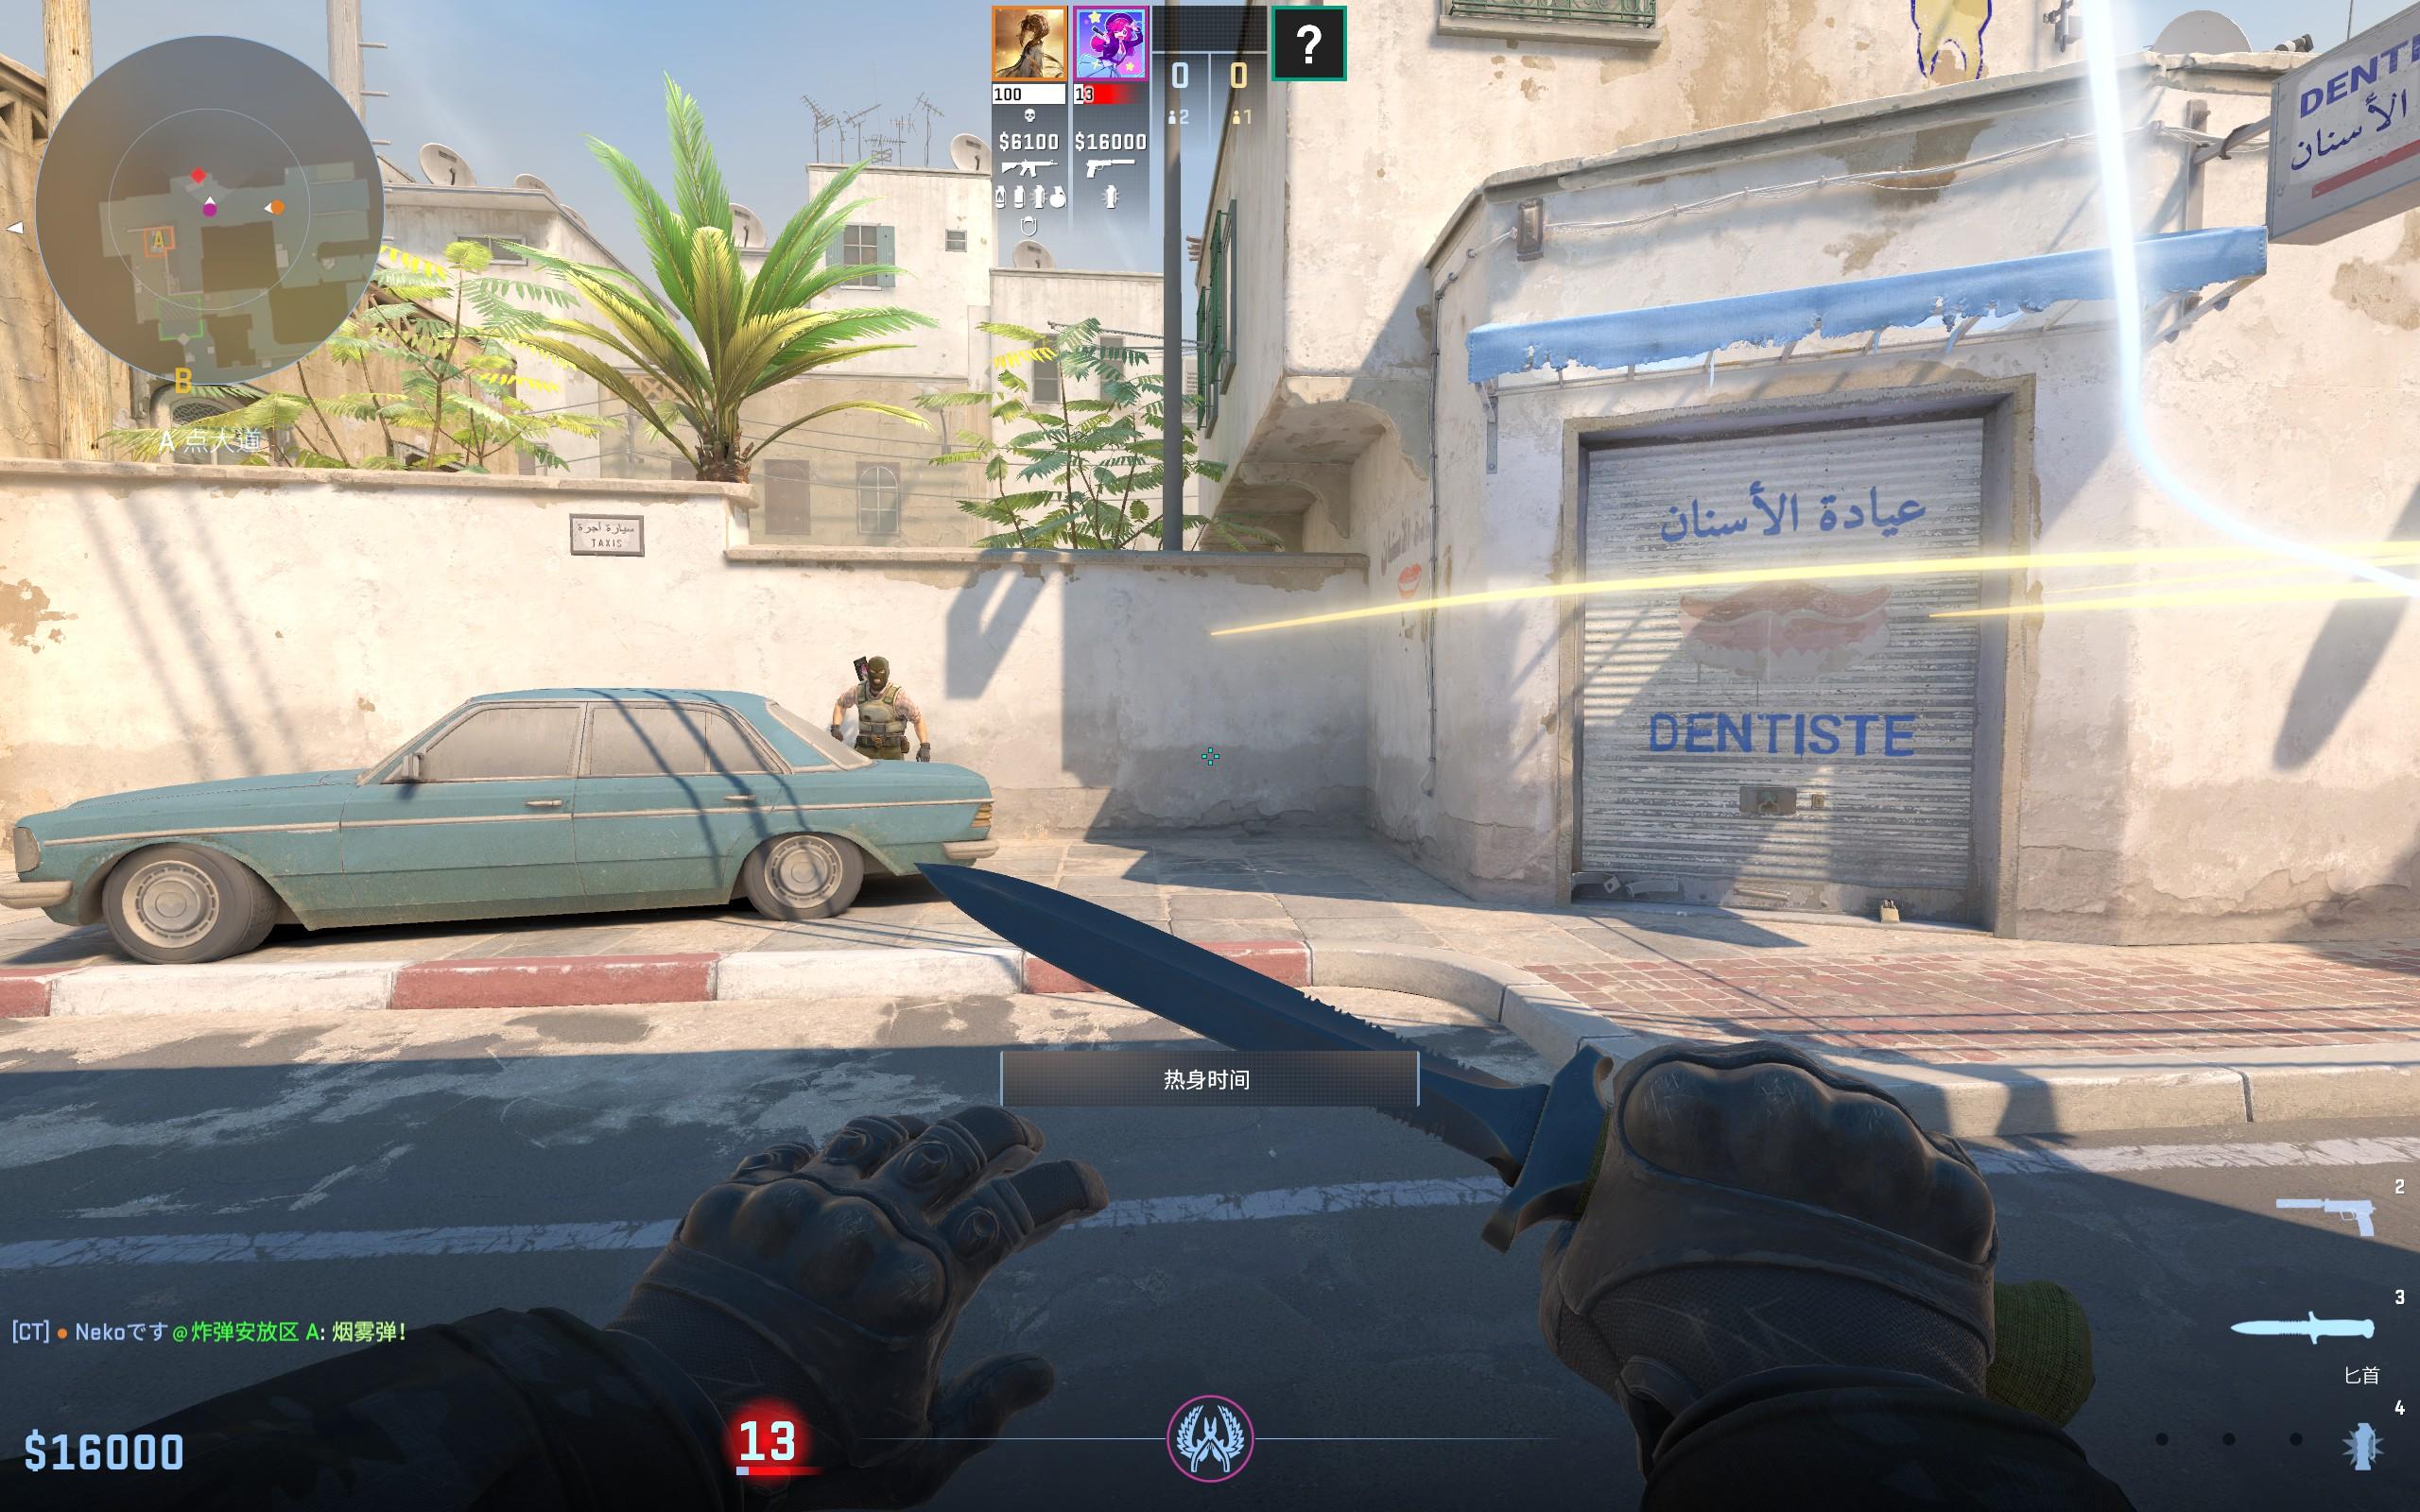 100
13
0
0
?
2
1
$6100
$16000
A
B
A 点大道
DENTI
الأسنان
سيارة أجرة
TAXIS
عيادة الأسنان
DENTISTE
热身时间
2
3
匕首
4
[CT] Nekoです@炸弹安放区 A: 烟雾弹!
$16000
13